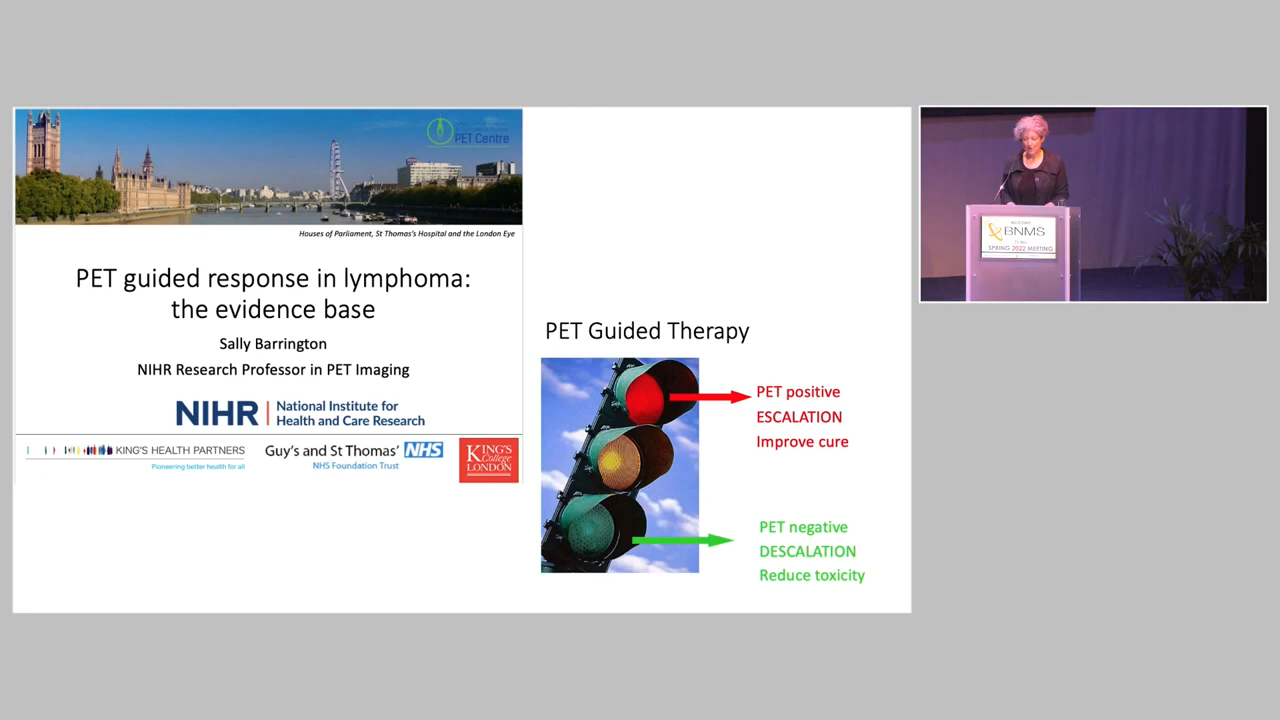 PET Centre
Houses of Parliament, St Thomas's Hospital and the London Eye
PET guided response in lymphoma:
the evidence base
Sally Barrington
NIHR Research Professor in PET Imaging
NIHR | National Institute for
Health and Care Research
KING'S HEALTH PARTNERS
Pioneering better health for all
Guy's and St Thomas' NHS
NHS Foundation Trust
KING'S
College
LONDON
PET Guided Therapy
PET positive
ESCALATION
Improve cure
PET negative
DESCALATION
Reduce toxicity
BNMS
SPRING 2022 MEETING